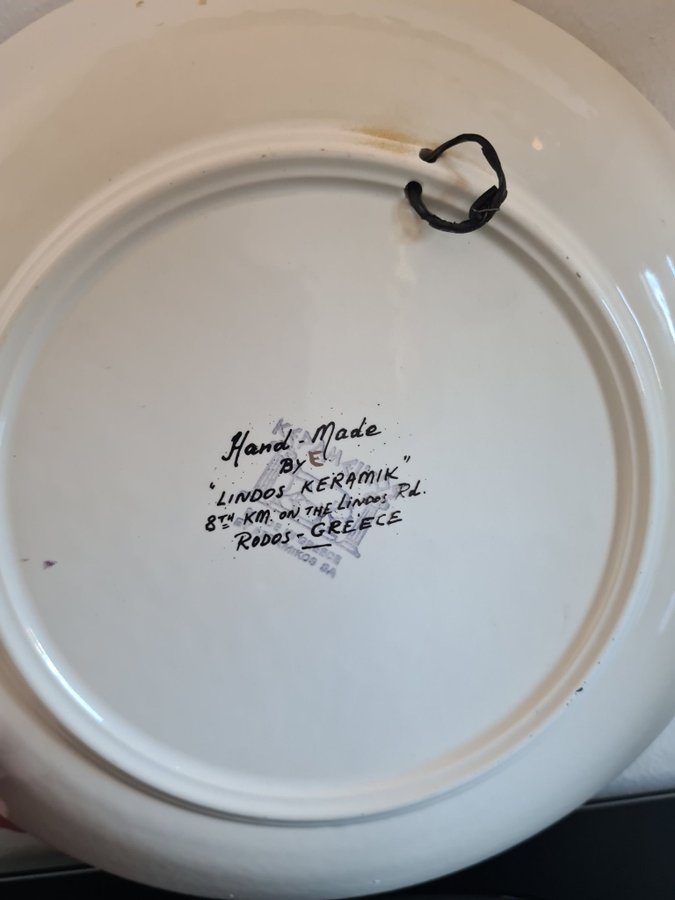 Hand-Made
BY E
"LINDOS KERAMIK"
8TH KM. ON THE LINDOS Rd.
RODOS-GREECE